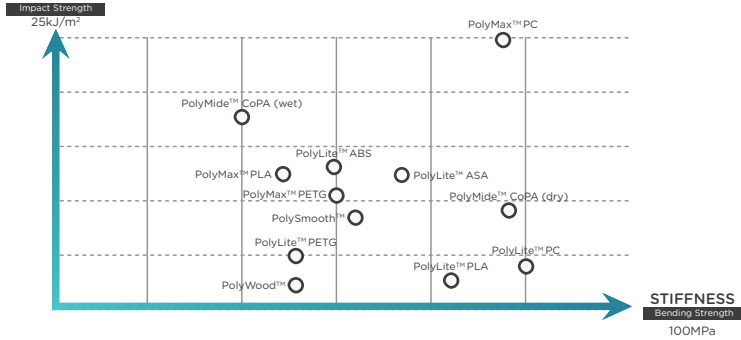 Impact Strength
25kJ/m²
PolyMax™ PC
PolyMide™ CoPA (wet)
PolyLite™ ABS
PolyMax™ PLA
PolyLite™ ASA
PolyMax™ PETG
PolyMide™ CoPA (dry)
PolySmooth™
PolyLite™ PETG
PolyLite™ PC
PolyLite™ PLA
PolyWood™
STIFFNESS
Bending Strength
100MPa